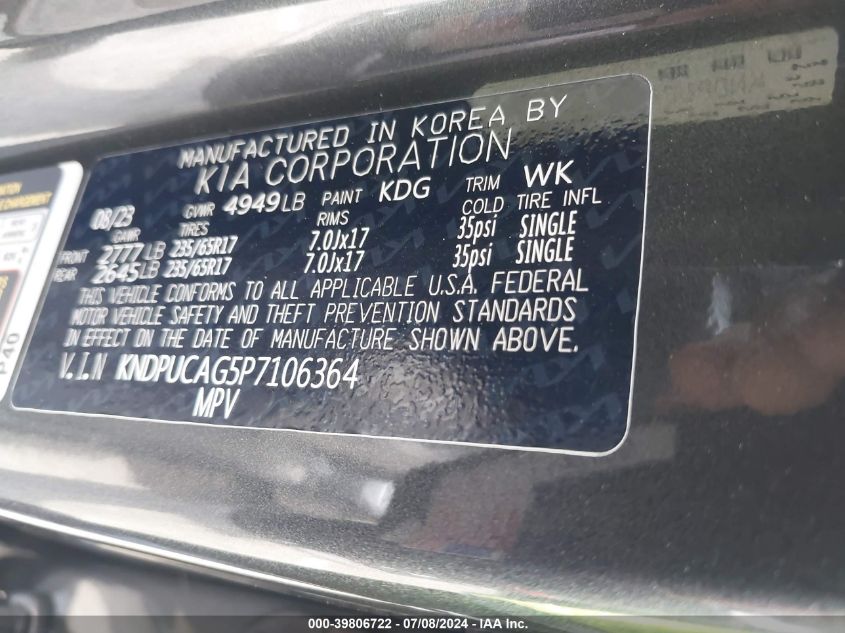 MANUFACTURED IN KOREA BY
KIA CORPORATION
08/23 GVWR 4949LB PAINT KDG TRIM WK
GAWR TIRES RIMS COLD TIRE INFL
FRONT 2777LB 235/65R17 7.0Jx17 35psi SINGLE
REAR 2645LB 235/65R17 7.0Jx17 35psi SINGLE
THIS VEHICLE CONFORMS TO ALL APPLICABLE U.S.A. FEDERAL
MOTOR VEHICLE SAFETY AND THEFT PREVENTION STANDARDS
IN EFFECT ON THE DATE OF MANUFACTURE SHOWN ABOVE.
V.I.N KNDPUCAG5P7106364
MPV
P40
000-39806722 - 07/08/2024 - IAA Inc.